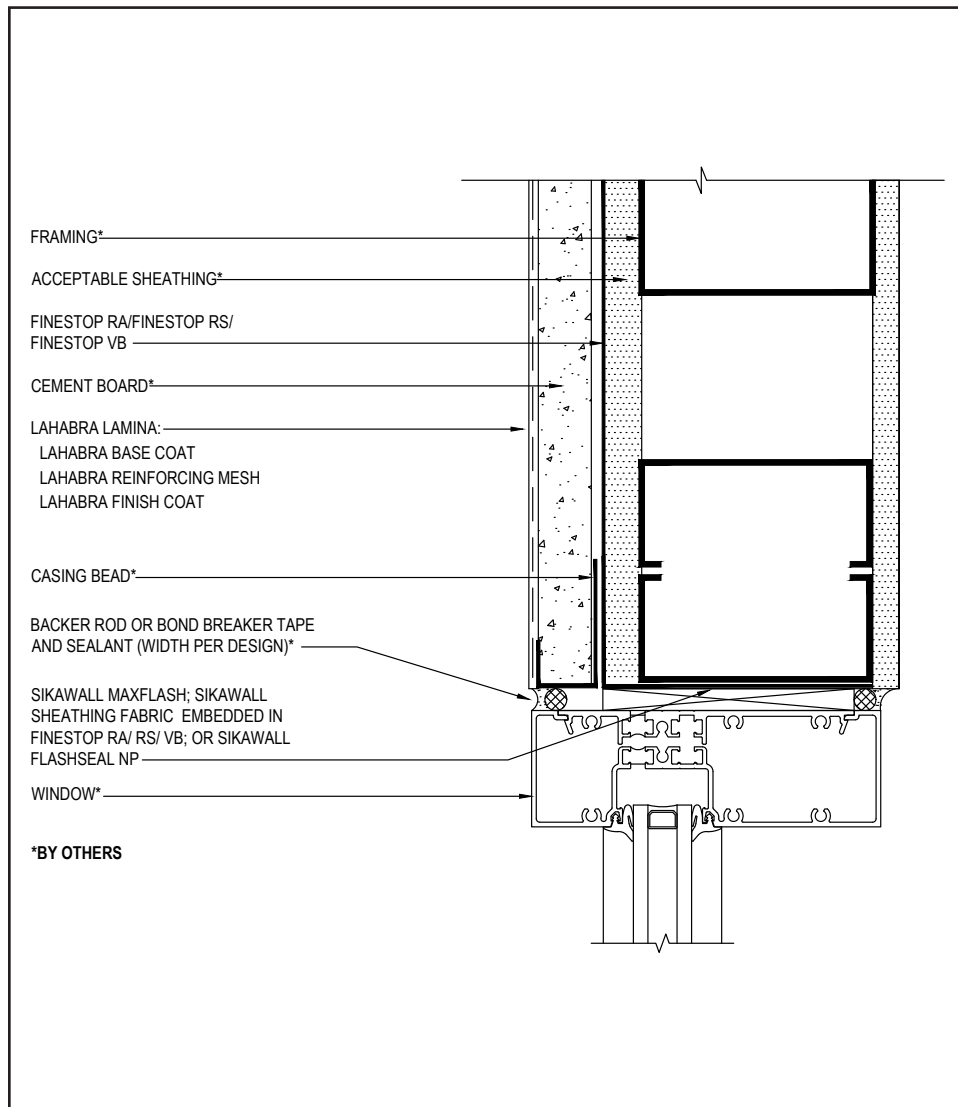 FRAMING*
ACCEPTABLE SHEATHING*
FINESTOP RA/FINESTOP RS/
FINESTOP VB
CEMENT BOARD*
LAHABRA LAMINA:
LAHABRA BASE COAT
LAHABRA REINFORCING MESH
LAHABRA FINISH COAT
CASING BEAD*
BACKER ROD OR BOND BREAKER TAPE
AND SEALANT (WIDTH PER DESIGN)*
SIKAWALL MAXFLASH; SIKAWALL
SHEATHING FABRIC EMBEDDED IN
FINESTOP RA/ RS/ VB; OR SIKAWALL
FLASHSEAL NP
WINDOW*
*BY OTHERS